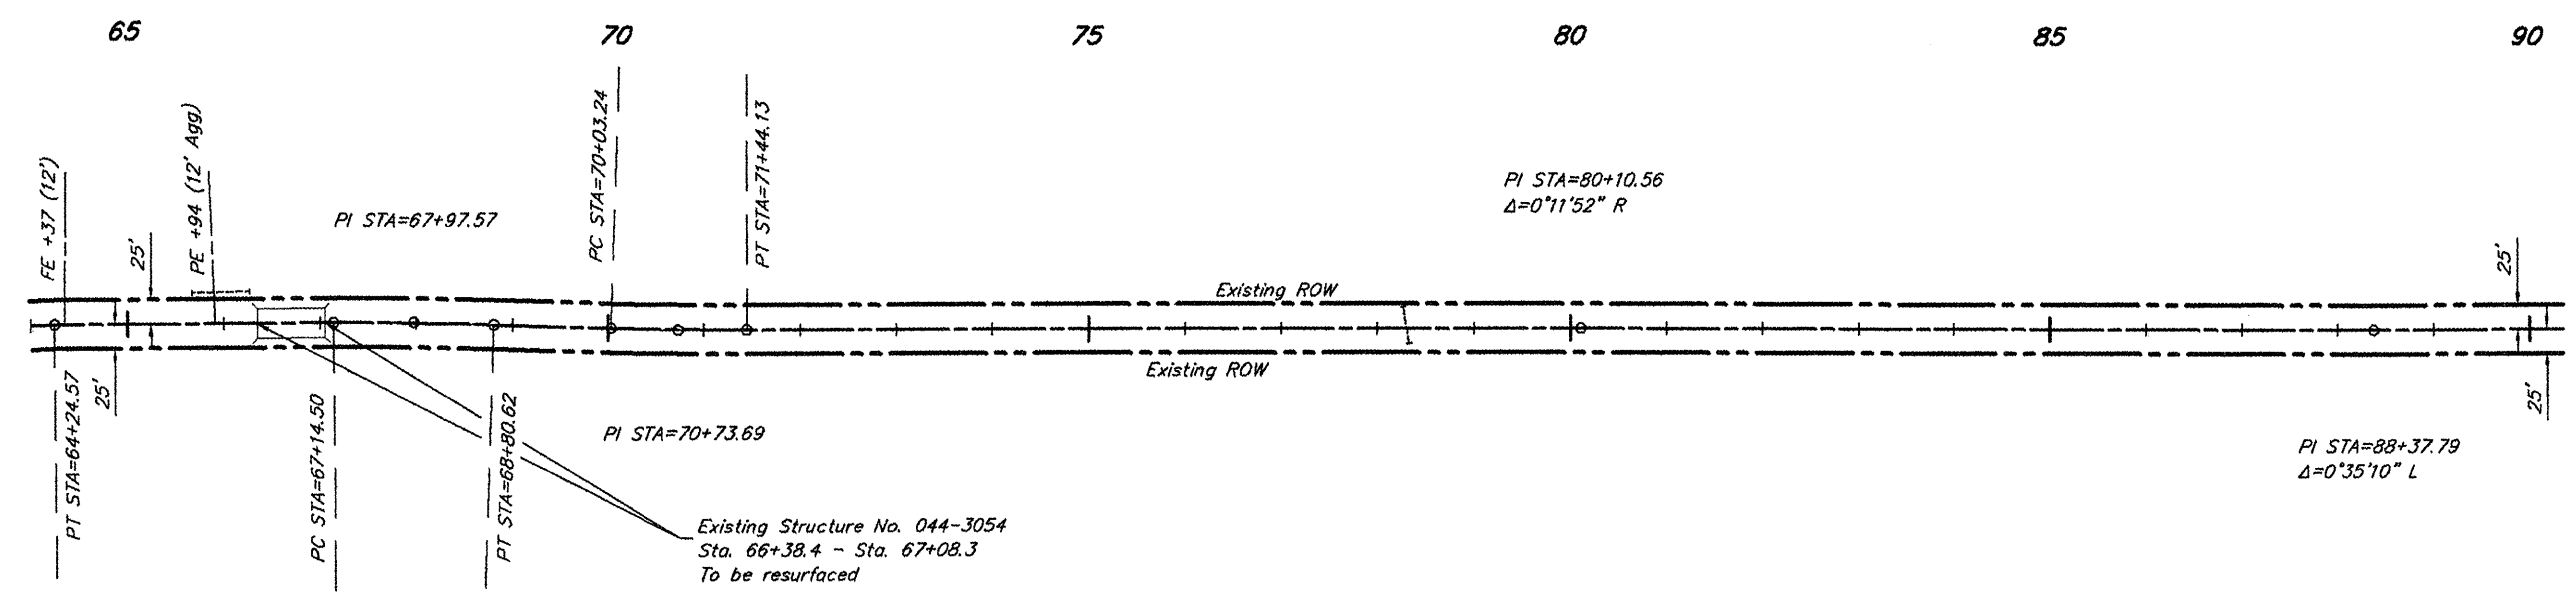 65
70
75
80
85
90
FE +37 (12')
25'
PE +94 (12' Agg)
PI STA=67+97.57
PC STA=70+03.24
PT STA=71+44.13
PI STA=80+10.56
Δ=0°11'52" R
25'
Existing ROW
Existing ROW
PT STA=64+24.57
25'
PC STA=67+14.50
PT STA=68+80.62
PI STA=70+73.69
25'
PI STA=88+37.79
Δ=0°35'10" L
Existing Structure No. 044-3054
Sta. 66+38.4 - Sta. 67+08.3
To be resurfaced